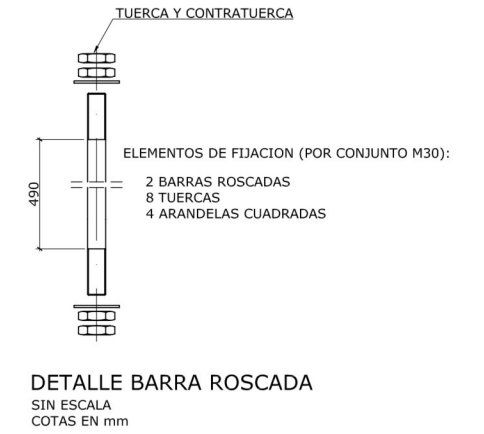 TUERCA Y CONTRATUERCA
ELEMENTOS DE FIJACION (POR CONJUNTO M30):
2 BARRAS ROSCADAS
8 TUERCAS
4 ARANDELAS CUADRADAS
490
DETALLE BARRA ROSCADA
SIN ESCALA
COTAS EN mm